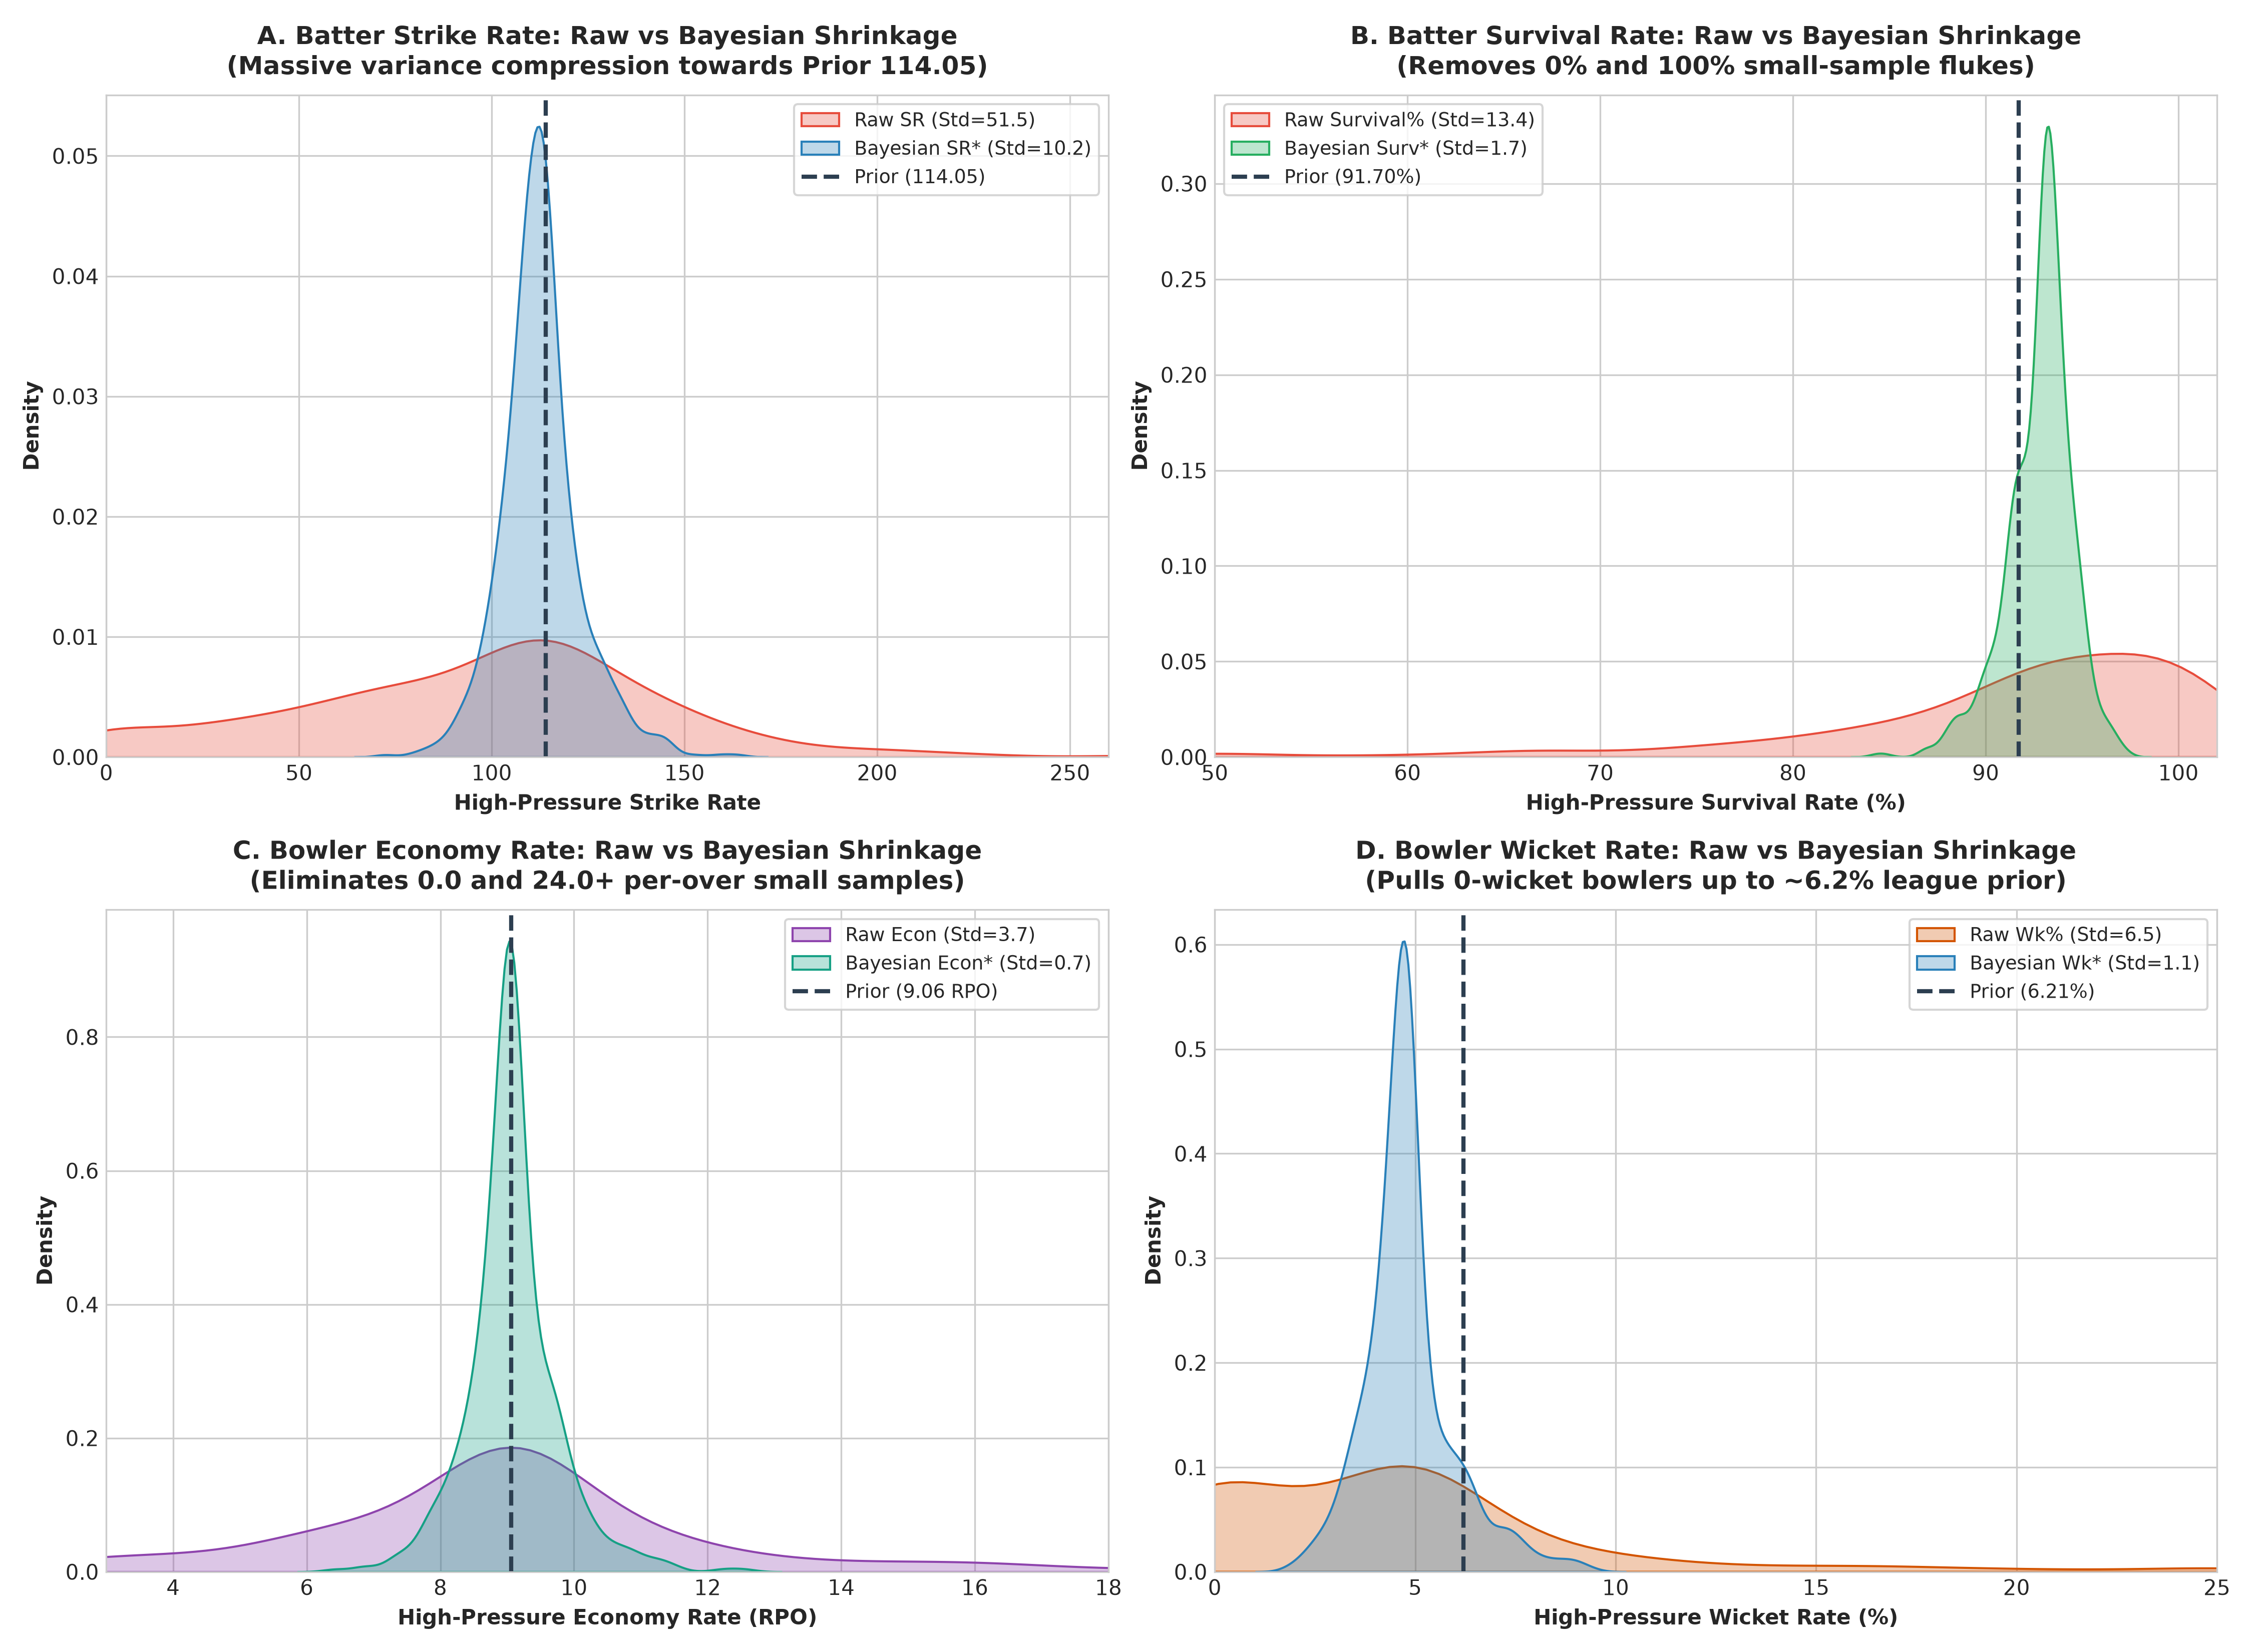 A. Batter Strike Rate: Raw vs Bayesian Shrinkage
(Massive variance compression towards Prior 114.05)
Raw SR (Std=51.5)
Bayesian SR* (Std=10.2)
Prior (114.05)
Density
0.05
0.04
0.03
0.02
0.01
0.00
0 50 100 150 200 250
High-Pressure Strike Rate
B. Batter Survival Rate: Raw vs Bayesian Shrinkage
(Removes 0% and 100% small-sample flukes)
Raw Survival% (Std=13.4)
Bayesian Surv* (Std=1.7)
Prior (91.70%)
Density
0.30
0.25
0.20
0.15
0.10
0.05
0.00
50 60 70 80 90 100
High-Pressure Survival Rate (%)
C. Bowler Economy Rate: Raw vs Bayesian Shrinkage
(Eliminates 0.0 and 24.0+ per-over small samples)
Raw Econ (Std=3.7)
Bayesian Econ* (Std=0.7)
Prior (9.06 RPO)
Density
0.8
0.6
0.4
0.2
0.0
4 6 8 10 12 14 16 18
High-Pressure Economy Rate (RPO)
D. Bowler Wicket Rate: Raw vs Bayesian Shrinkage
(Pulls 0-wicket bowlers up to ~6.2% league prior)
Raw Wk% (Std=6.5)
Bayesian Wk* (Std=1.1)
Prior (6.21%)
Density
0.6
0.5
0.4
0.3
0.2
0.1
0.0
0 5 10 15 20 25
High-Pressure Wicket Rate (%)